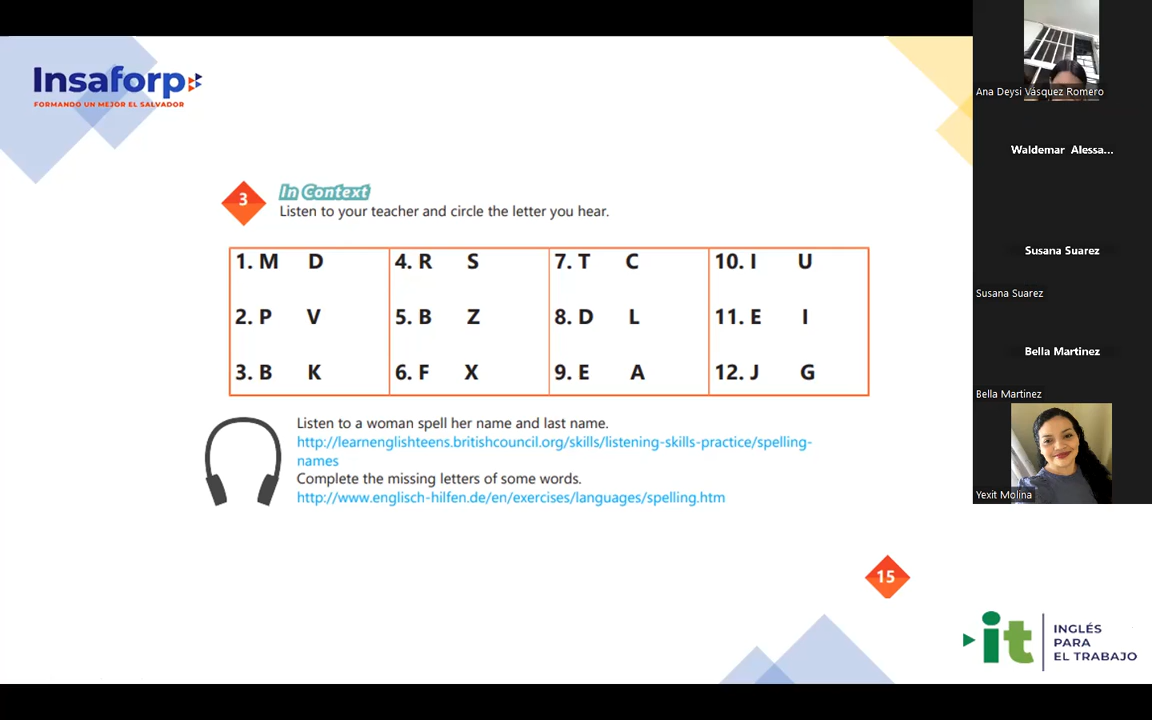 Insaforp
FORMANDO UN MEJOR EL SALVADOR
3
In Context
Listen to your teacher and circle the letter you hear.
1. M D
2. P V
3. B K
4. R S
5. B Z
6. F X
7. T C
8. D L
9. E A
10. I U
11. E I
12. J G
Listen to a woman spell her name and last name.
http://learnenglishteens.britishcouncil.org/skills/listening-skills-practice/spelling-
names
Complete the missing letters of some words.
http://www.englisch-hilfen.de/en/exercises/languages/spelling.htm
15
it
INGLÉS
PARA
EL TRABAJO
Ana Deysi Vásquez Romero
Waldemar Alessa...
Susana Suarez
Susana Suarez
Bella Martinez
Bella Martinez
Yexit Molina